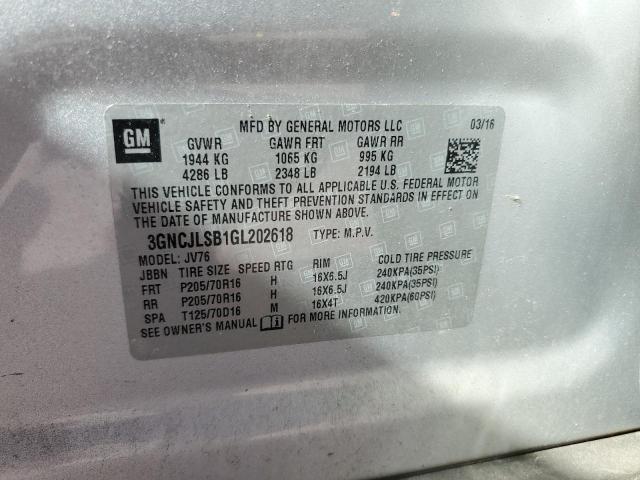 GM
MFD BY GENERAL MOTORS LLC 03/16
GVWR GAWR FRT GAWR RR
1944 KG 1065 KG 995 KG
4286 LB 2348 LB 2194 LB
THIS VEHICLE CONFORMS TO ALL APPLICABLE U.S. FEDERAL MOTOR
VEHICLE SAFETY AND THEFT PREVENTION STANDARDS IN EFFECT ON
THE DATE OF MANUFACTURE SHOWN ABOVE.
3GNCJLSB1GL202618 TYPE: M.P.V.
MODEL: JV76
JBBN TIRE SIZE SPEED RTG RIM COLD TIRE PRESSURE
FRT P205/70R16 H 16X6.5J 240KPA(35PSI)
RR P205/70R16 H 16X6.5J 240KPA(35PSI)
SPA T125/70D16 M 16X4T 420KPA(60PSI)
SEE OWNER'S MANUAL FOR MORE INFORMATION.